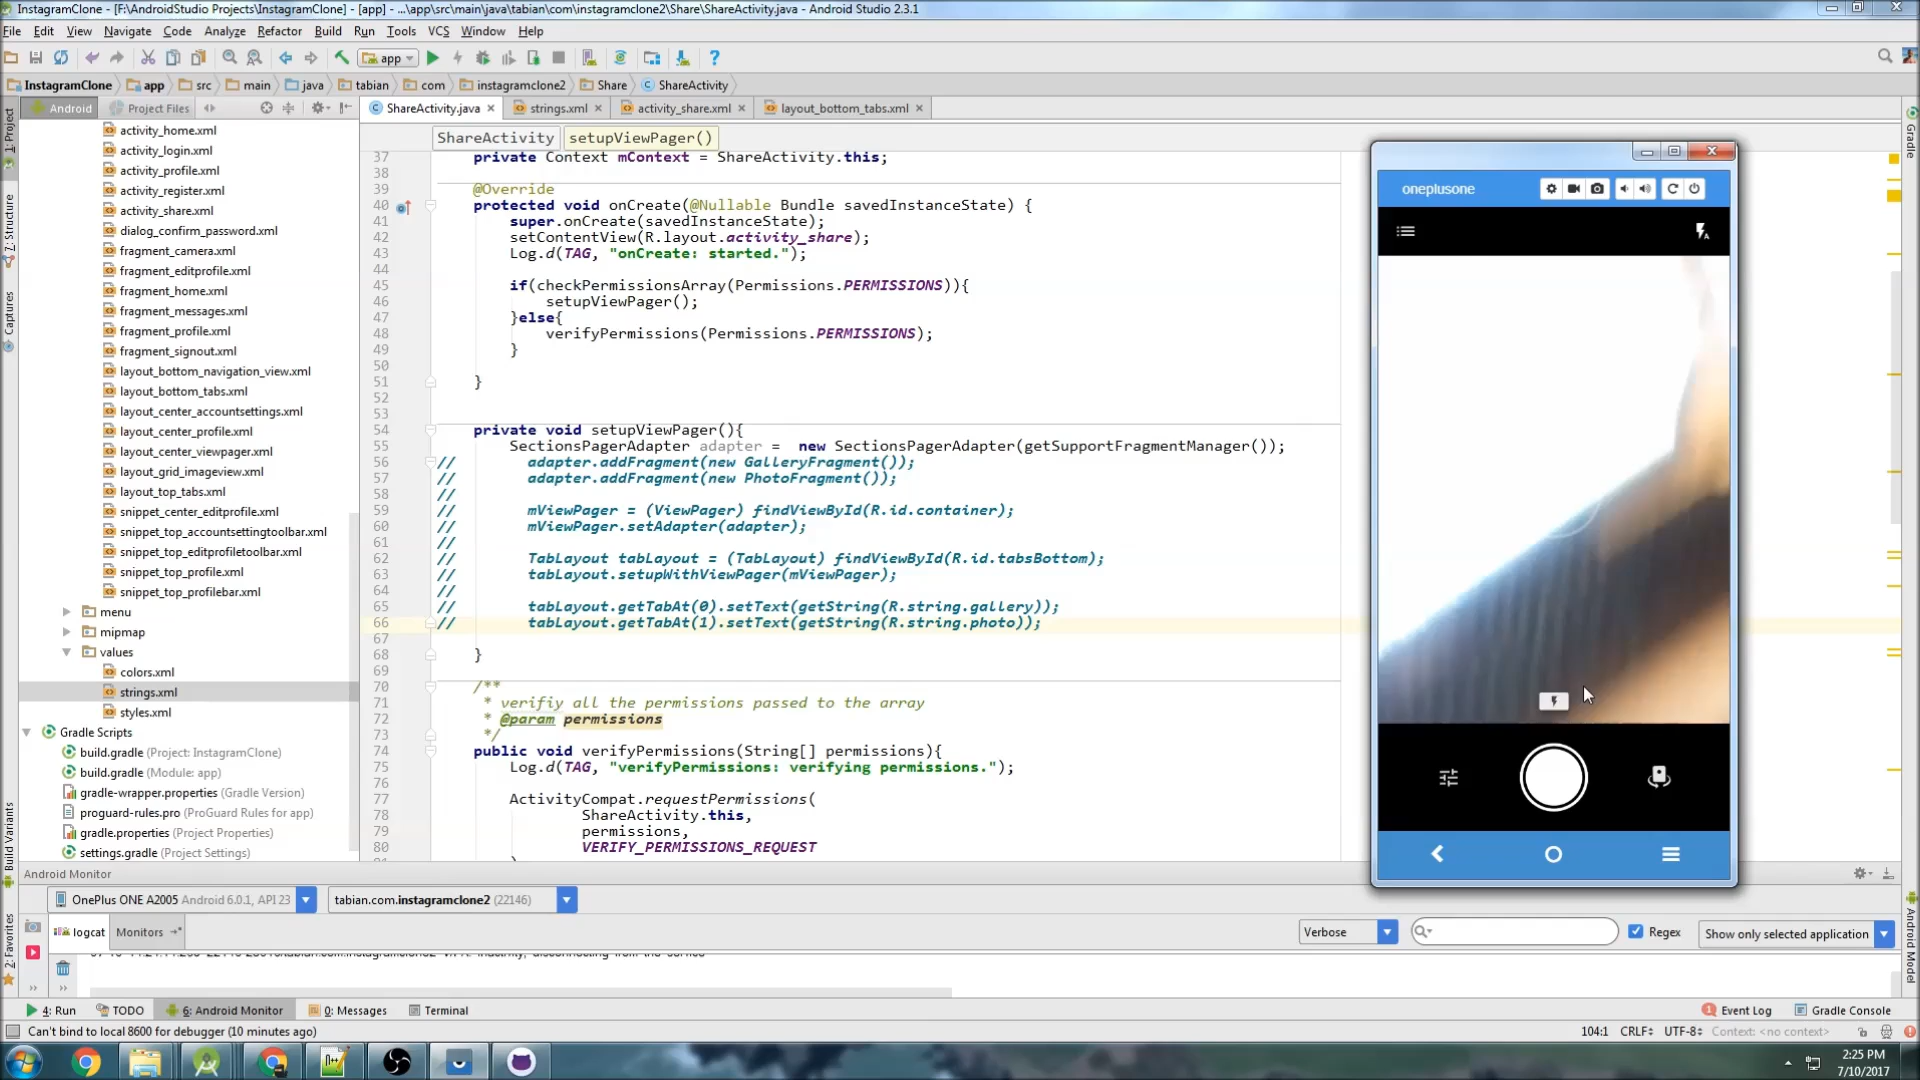 InstagramClone - [F:\AndroidStudio Projects\InstagramClone] - [app] - ...\app\src\main\java\tabian\com\instagramclone2\Share\ShareActivity.java - Android Studio 2.3.1
File Edit View Navigate Code Analyze Refactor Build Run Tools VCS Window Help
app
InstagramClone app src main java tabian com instagramclone2 Share ShareActivity
Android Project Files
ShareActivity.java strings.xml activity_share.xml layout_bottom_tabs.xml
ShareActivity setupViewPager()
1: Project
7: Structure
Captures
Build Variants
2: Favorites
Gradle
Android Model
activity_home.xml
activity_login.xml
activity_profile.xml
activity_register.xml
activity_share.xml
dialog_confirm_password.xml
fragment_camera.xml
fragment_editprofile.xml
fragment_home.xml
fragment_messages.xml
fragment_profile.xml
fragment_signout.xml
layout_bottom_navigation_view.xml
layout_bottom_tabs.xml
layout_center_accountsettings.xml
layout_center_profile.xml
layout_center_viewpager.xml
layout_grid_imageview.xml
layout_top_tabs.xml
snippet_center_editprofile.xml
snippet_top_accountsettingtoolbar.xml
snippet_top_editprofiletoolbar.xml
snippet_top_profile.xml
snippet_top_profilebar.xml
menu
mipmap
values
colors.xml
strings.xml
styles.xml
Gradle Scripts
build.gradle (Project: InstagramClone)
build.gradle (Module: app)
gradle-wrapper.properties (Gradle Version)
proguard-rules.pro (ProGuard Rules for app)
gradle.properties (Project Properties)
settings.gradle (Project Settings)
37 private Context mContext = ShareActivity.this;
38
39 @Override
40 protected void onCreate(@Nullable Bundle savedInstanceState) {
41 super.onCreate(savedInstanceState);
42 setContentView(R.layout.activity_share);
43 Log.d(TAG, "onCreate: started.");
44
45 if(checkPermissionsArray(Permissions.PERMISSIONS)){
46 setupViewPager();
47 }else{
48 verifyPermissions(Permissions.PERMISSIONS);
49 }
50
51 }
52
53
54 private void setupViewPager(){
55 SectionsPagerAdapter adapter =  new SectionsPagerAdapter(getSupportFragmentManager());
56 // adapter.addFragment(new GalleryFragment());
57 // adapter.addFragment(new PhotoFragment());
58 //
59 // mViewPager = (ViewPager) findViewById(R.id.container);
60 // mViewPager.setAdapter(adapter);
61 //
62 // TabLayout tabLayout = (TabLayout) findViewById(R.id.tabsBottom);
63 // tabLayout.setupWithViewPager(mViewPager);
64 //
65 // tabLayout.getTabAt(0).setText(getString(R.string.gallery));
66 // tabLayout.getTabAt(1).setText(getString(R.string.photo));
67
68 }
69
70 /**
71 * verifiy all the permissions passed to the array
72 * @param permissions
73 */
74 public void verifyPermissions(String[] permissions){
75 Log.d(TAG, "verifyPermissions: verifying permissions.");
76
77 ActivityCompat.requestPermissions(
78 ShareActivity.this,
79 permissions,
80 VERIFY_PERMISSIONS_REQUEST
oneplusone
Android Monitor
OnePlus ONE A2005 Android 6.0.1, API 23 tabian.com.instagramclone2 (22146)
logcat Monitors Verbose Regex Show only selected application
4: Run TODO 6: Android Monitor 0: Messages Terminal Event Log Gradle Console
Can't bind to local 8600 for debugger (10 minutes ago) 104:1 CRLF UTF-8 Context: <no context>
2:25 PM
7/10/2017